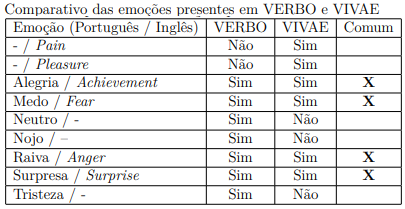 Comparativo das emoções presentes em VERBO e VIVAE
Emoção (Português / Inglês) VERBO VIVAE Comum
- / Pain Não Sim
- / Pleasure Não Sim
Alegria / Achievement Sim Sim X
Medo / Fear Sim Sim X
Neutro / - Sim Não
Nojo / – Sim Não
Raiva / Anger Sim Sim X
Surpresa / Surprise Sim Sim X
Tristeza / - Sim Não